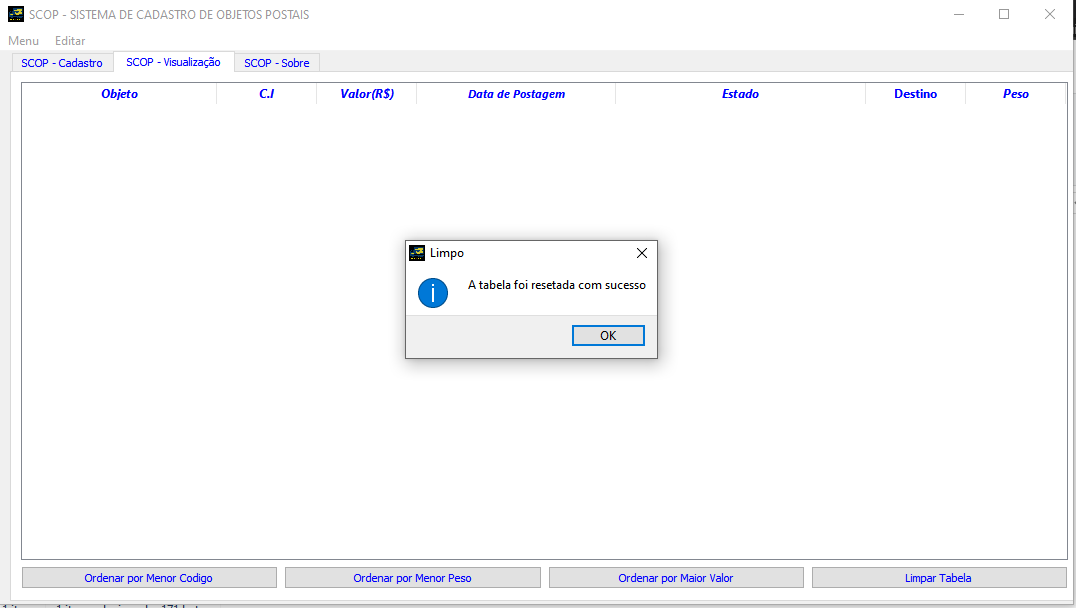 SCOP - SISTEMA DE CADASTRO DE OBJETOS POSTAIS
Menu Editar
SCOP - Cadastro SCOP - Visualização SCOP - Sobre
Objeto C.I Valor(R$) Data de Postagem Estado Destino Peso
Limpo
A tabela foi resetada com sucesso
OK
Ordenar por Menor Codigo Ordenar por Menor Peso Ordenar por Maior Valor Limpar Tabela